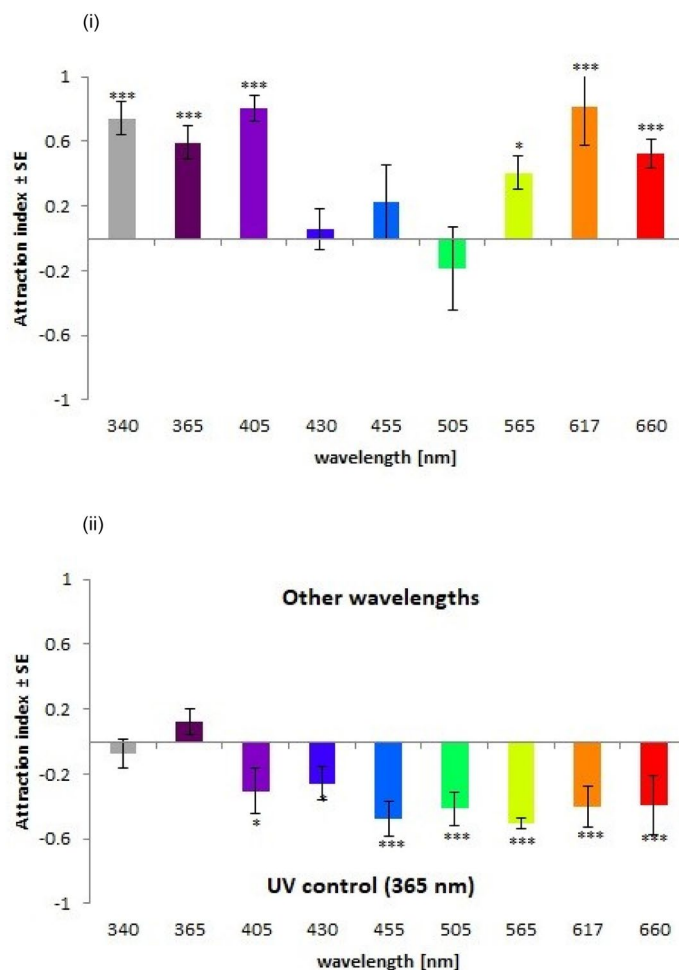 (i)
Attraction index ± SE
1
0.6
0.2
-0.2
-0.6
-1
*** *** *** * *** ***
340 365 405 430 455 505 565 617 660
wavelength [nm]
(ii)
Attraction index ± SE
1
0.6
0.2
-0.2
-0.6
-1
Other wavelengths
* * *** *** *** *** ***
UV control (365 nm)
340 365 405 430 455 505 565 617 660
wavelength [nm]